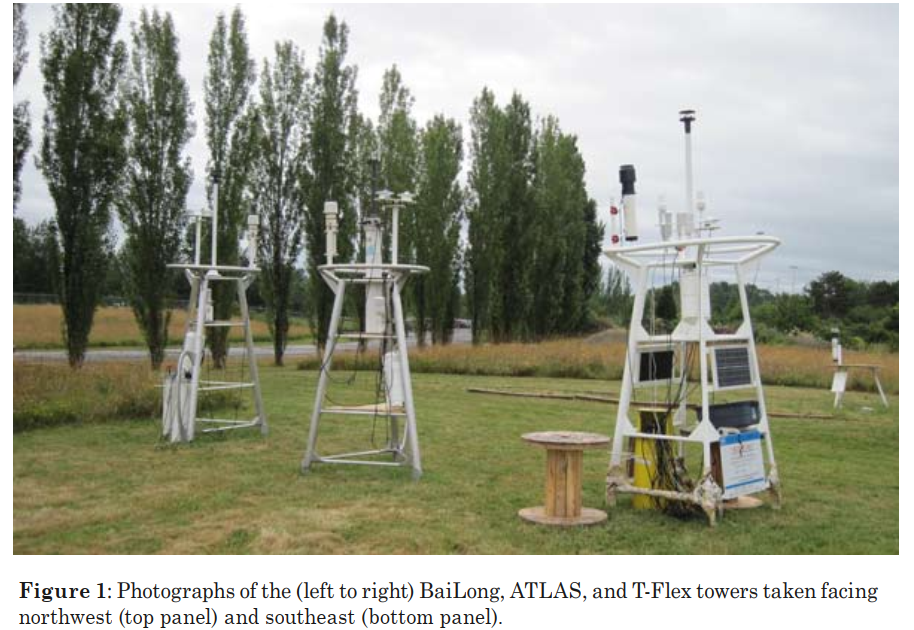 Figure 1: Photographs of the (left to right) BaiLong, ATLAS, and T-Flex towers taken facing
northwest (top panel) and southeast (bottom panel).